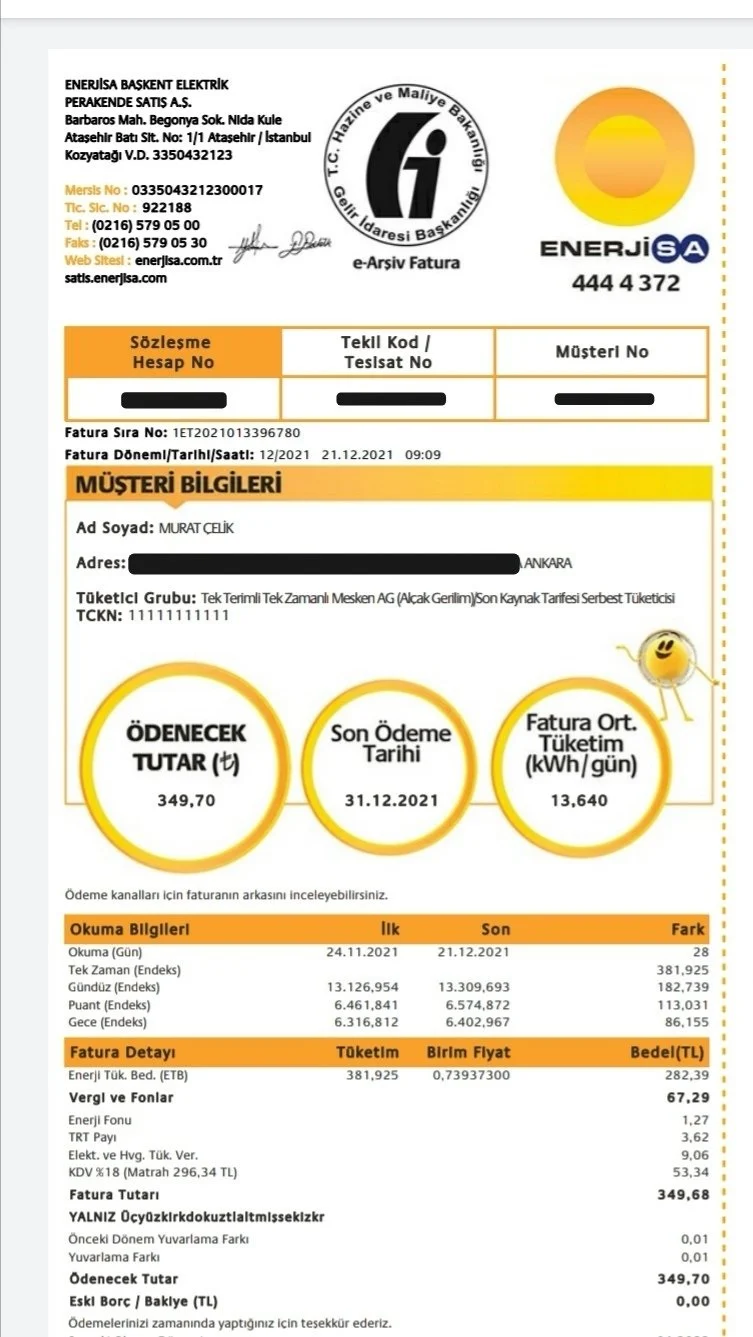 ENERJİSA BAŞKENT ELEKTRİK
PERAKENDE SATIŞ A.Ş.
Barbaros Mah. Begonya Sok. Nida Kule
Ataşehir Batı Sit. No: 1/1 Ataşehir / İstanbul
Kozyatağı V.D. 3350432123
Mersis No : 0335043212300017
Tic. Sic. No : 922188
Tel : (0216) 579 05 00
Faks : (0216) 579 05 30
Web Sitesi : enerjisa.com.tr
satis.enerjisa.com
T.C. Hazine ve Maliye Bakanlığı
Gelir İdaresi Başkanlığı
e-Arşiv Fatura
ENERJİSA
444 4 372
Sözleşme Hesap No
Tekil Kod / Tesisat No
Müşteri No
Fatura Sıra No: 1ET2021013396780
Fatura Dönemi/Tarihi/Saati: 12/2021 21.12.2021 09:09
MÜŞTERİ BİLGİLERİ
Ad Soyad: MURAT ÇELİK
Adres: ANKARA
Tüketici Grubu: Tek Terimli Tek Zamanlı Mesken AG (Alçak Gerilim)/Son Kaynak Tarifesi Serbest Tüketicisi
TCKN: 11111111111
ÖDENECEK
TUTAR (₺)
349,70
Son Ödeme
Tarihi
31.12.2021
Fatura Ort.
Tüketim
(kWh/gün)
13,640
Ödeme kanalları için faturanın arkasını inceleyebilirsiniz.
Okuma Bilgileri İlk Son Fark
Okuma (Gün) 24.11.2021 21.12.2021 28
Tek Zaman (Endeks) 381,925
Gündüz (Endeks) 13.126,954 13.309,693 182,739
Puant (Endeks) 6.461,841 6.574,872 113,031
Gece (Endeks) 6.316,812 6.402,967 86,155
Fatura Detayı Tüketim Birim Fiyat Bedel(TL)
Enerji Tük. Bed. (ETB) 381,925 0,73937300 282,39
Vergi ve Fonlar 67,29
Enerji Fonu 1,27
TRT Payı 3,62
Elekt. ve Hvg. Tük. Ver. 9,06
KDV %18 (Matrah 296,34 TL) 53,34
Fatura Tutarı 349,68
YALNIZ Üçyüzkirkdokuztlaltmişsekizkr
Önceki Dönem Yuvarlama Farkı 0,01
Yuvarlama Farkı 0,01
Ödenecek Tutar 349,70
Eski Borç / Bakiye (TL) 0,00
Ödemelerinizi zamanında yaptığınız için teşekkür ederiz.